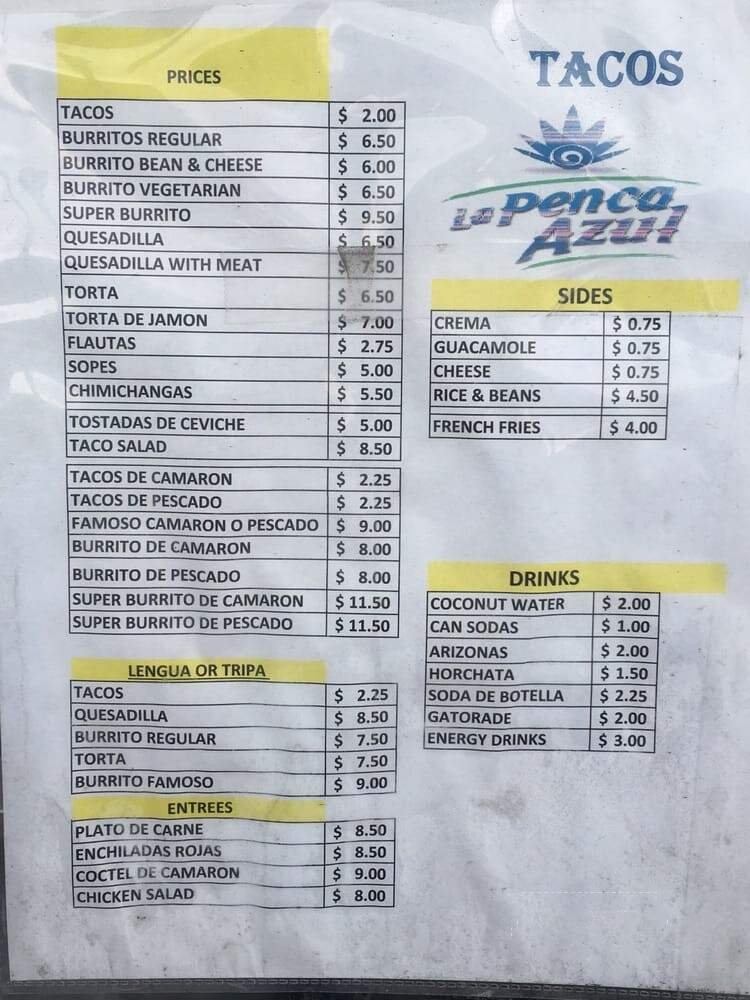 PRICES
TACOS $ 2.00
BURRITOS REGULAR $ 6.50
BURRITO BEAN & CHEESE $ 6.00
BURRITO VEGETARIAN $ 6.50
SUPER BURRITO $ 9.50
QUESADILLA $ 6.50
QUESADILLA WITH MEAT $ 7.50
TORTA $ 6.50
TORTA DE JAMON $ 7.00
FLAUTAS $ 2.75
SOPES $ 5.00
CHIMICHANGAS $ 5.50
TOSTADAS DE CEVICHE $ 5.00
TACO SALAD $ 8.50
TACOS DE CAMARON $ 2.25
TACOS DE PESCADO $ 2.25
FAMOSO CAMARON O PESCADO $ 9.00
BURRITO DE CAMARON $ 8.00
BURRITO DE PESCADO $ 8.00
SUPER BURRITO DE CAMARON $ 11.50
SUPER BURRITO DE PESCADO $ 11.50
LENGUA OR TRIPA
TACOS $ 2.25
QUESADILLA $ 8.50
BURRITO REGULAR $ 7.50
TORTA $ 7.50
BURRITO FAMOSO $ 9.00
ENTREES
PLATO DE CARNE $ 8.50
ENCHILADAS ROJAS $ 8.50
COCTEL DE CAMARON $ 9.00
CHICKEN SALAD $ 8.00
TACOS
La Penca
Azul
SIDES
CREMA $ 0.75
GUACAMOLE $ 0.75
CHEESE $ 0.75
RICE & BEANS $ 4.50
FRENCH FRIES $ 4.00
DRINKS
COCONUT WATER $ 2.00
CAN SODAS $ 1.00
ARIZONAS $ 2.00
HORCHATA $ 1.50
SODA DE BOTELLA $ 2.25
GATORADE $ 2.00
ENERGY DRINKS $ 3.00